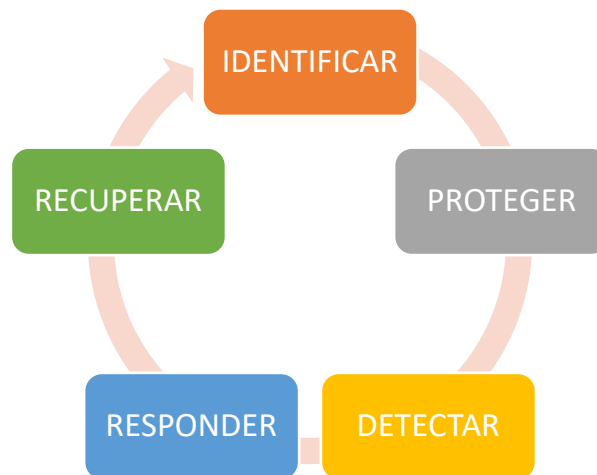 IDENTIFICAR
PROTEGER
DETECTAR
RESPONDER
RECUPERAR